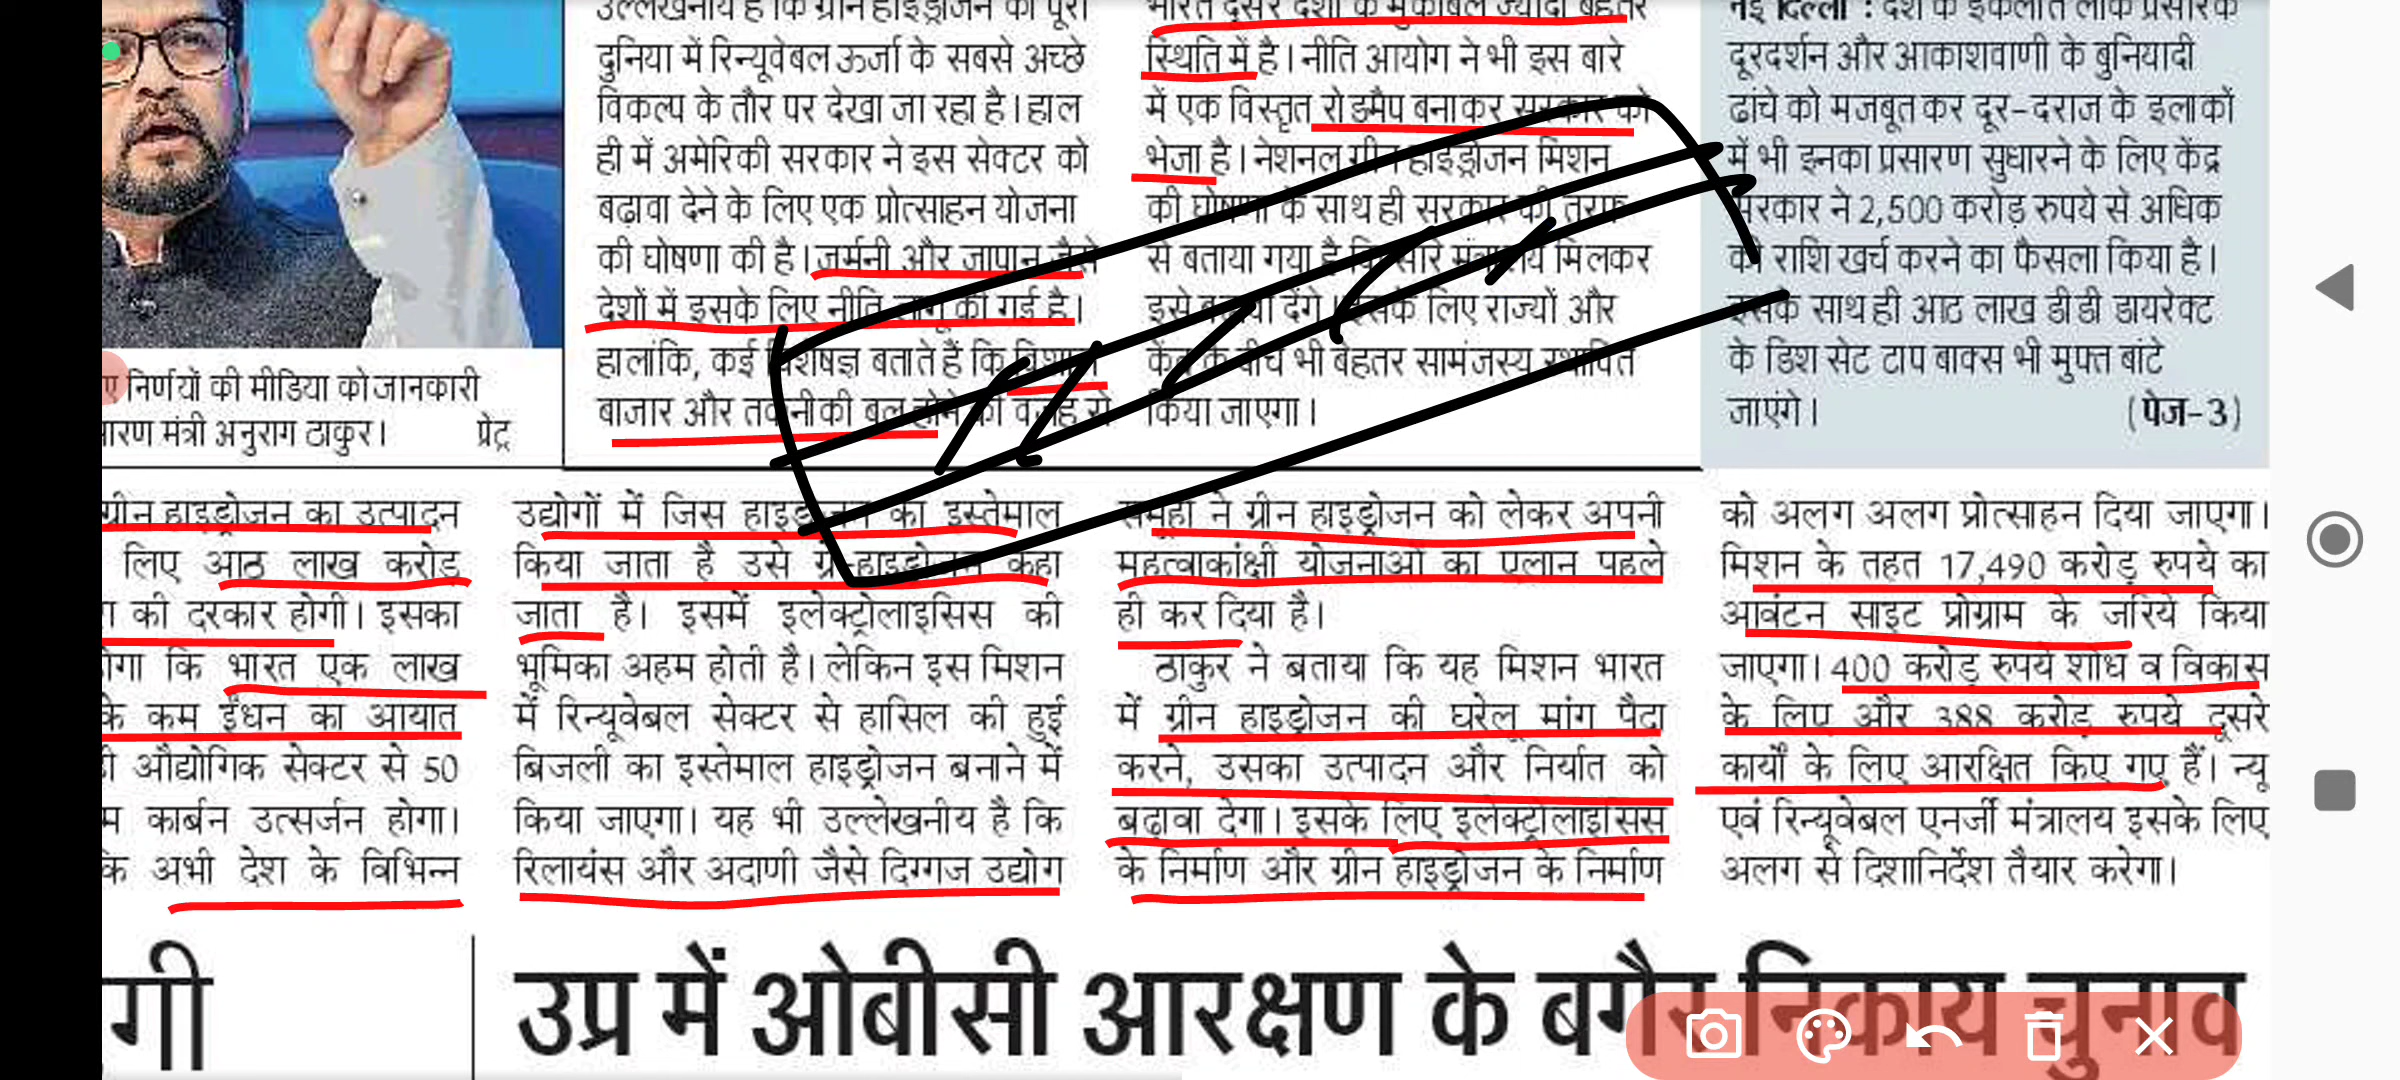 ए निर्णयों की मीडिया को जानकारी
सारण मंत्री अनुराग ठाकुर। प्रेट्र
उल्लेखनीय है कि ग्रीन हाइड्रोजन को पूरी
दुनिया में रिन्यूवेबल ऊर्जा के सबसे अच्छे
विकल्प के तौर पर देखा जा रहा है। हाल
ही में अमेरिकी सरकार ने इस सेक्टर को
बढ़ावा देने के लिए एक प्रोत्साहन योजना
की घोषणा की है। जर्मनी और जापान जैसे
देशों में इसके लिए नीति लागू की गई है।
हालांकि, कई विशेषज्ञ बताते हैं कि विशाल
बाजार और तकनीकी बल होने की वजह से
भारत दूसरे देशों के मुकाबले ज्यादा बेहतर
स्थिति में है। नीति आयोग ने भी इस बारे
में एक विस्तृत रोडमैप बनाकर सरकार को
भेजा है। नेशनल ग्रीन हाइड्रोजन मिशन
की घोषणा के साथ ही सरकार की तरफ
से बताया गया है कि सारे मंत्रालय मिलकर
इसे बढ़ावा देंगे। इसके लिए राज्यों और
केंद्र के बीच भी बेहतर सामंजस्य स्थापित
किया जाएगा।
नई दिल्ली : देश के इकलौते लोक प्रसारक
दूरदर्शन और आकाशवाणी के बुनियादी
ढांचे को मजबूत कर दूर-दराज के इलाकों
में भी इनका प्रसारण सुधारने के लिए केंद्र
सरकार ने 2,500 करोड़ रुपये से अधिक
की राशि खर्च करने का फैसला किया है।
इसके साथ ही आठ लाख डीडी डायरेक्ट
के डिश सेट टाप बाक्स भी मुफ्त बांटे
जाएंगे। (पेज-3)
ग्रीन हाइड्रोजन का उत्पादन
लिए आठ लाख करोड़
की दरकार होगी। इसका
कि भारत एक लाख
के कम ईंधन का आयात
औद्योगिक सेक्टर से 50
कार्बन उत्सर्जन होगा।
अभी देश के विभिन्न
उद्योगों में जिस हाइड्रोजन का इस्तेमाल
किया जाता है उसे ग्रे हाइड्रोजन कहा
जाता है। इसमें इलेक्ट्रोलाइसिस की
भूमिका अहम होती है। लेकिन इस मिशन
में रिन्यूवेबल सेक्टर से हासिल की हुई
बिजली का इस्तेमाल हाइड्रोजन बनाने में
किया जाएगा। यह भी उल्लेखनीय है कि
रिलायंस और अदाणी जैसे दिग्गज उद्योग
समूहों ने ग्रीन हाइड्रोजन को लेकर अपनी
महत्वाकांक्षी योजनाओं का एलान पहले
ही कर दिया है।
ठाकुर ने बताया कि यह मिशन भारत
में ग्रीन हाइड्रोजन की घरेलू मांग पैदा
करने, उसका उत्पादन और निर्यात को
बढ़ावा देगा। इसके लिए इलेक्ट्रोलाइसिस
के निर्माण और ग्रीन हाइड्रोजन के निर्माण
को अलग अलग प्रोत्साहन दिया जाएगा।
मिशन के तहत 17,490 करोड़ रुपये का
आवंटन साइट प्रोग्राम के जरिये किया
जाएगा। 400 करोड़ रुपये शोध व विकास
के लिए और 388 करोड़ रुपये दूसरे
कार्यों के लिए आरक्षित किए गए हैं। न्यू
एवं रिन्यूवेबल एनर्जी मंत्रालय इसके लिए
अलग से दिशानिर्देश तैयार करेगा।
गी
उप्र में ओबीसी आरक्षण के बगैर निकाय चुनाव